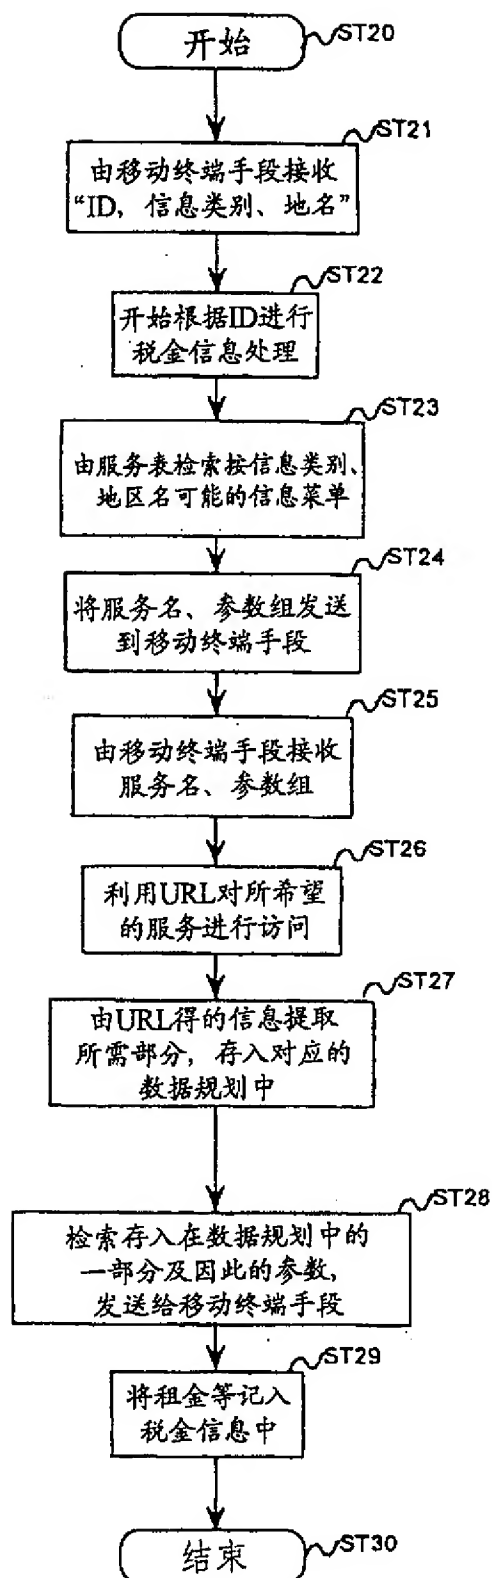 开始
ST20
ST21
由移动终端手段接收
“ID, 信息类别、地名”
ST22
开始根据ID进行
税金信息处理
ST23
由服务表检索按信息类别、
地区名可能的信息菜单
ST24
将服务名、参数组发送
到移动终端手段
ST25
由移动终端手段接收
服务名、参数组
ST26
利用URL对所希望
的服务进行访问
ST27
由URL得的信息提取
所需部分，存入对应的
数据规划中
ST28
检索存入在数据规划中的
一部分及因此的参数，
发送给移动终端手段
ST29
将租金等记入
税金信息中
结束
ST30